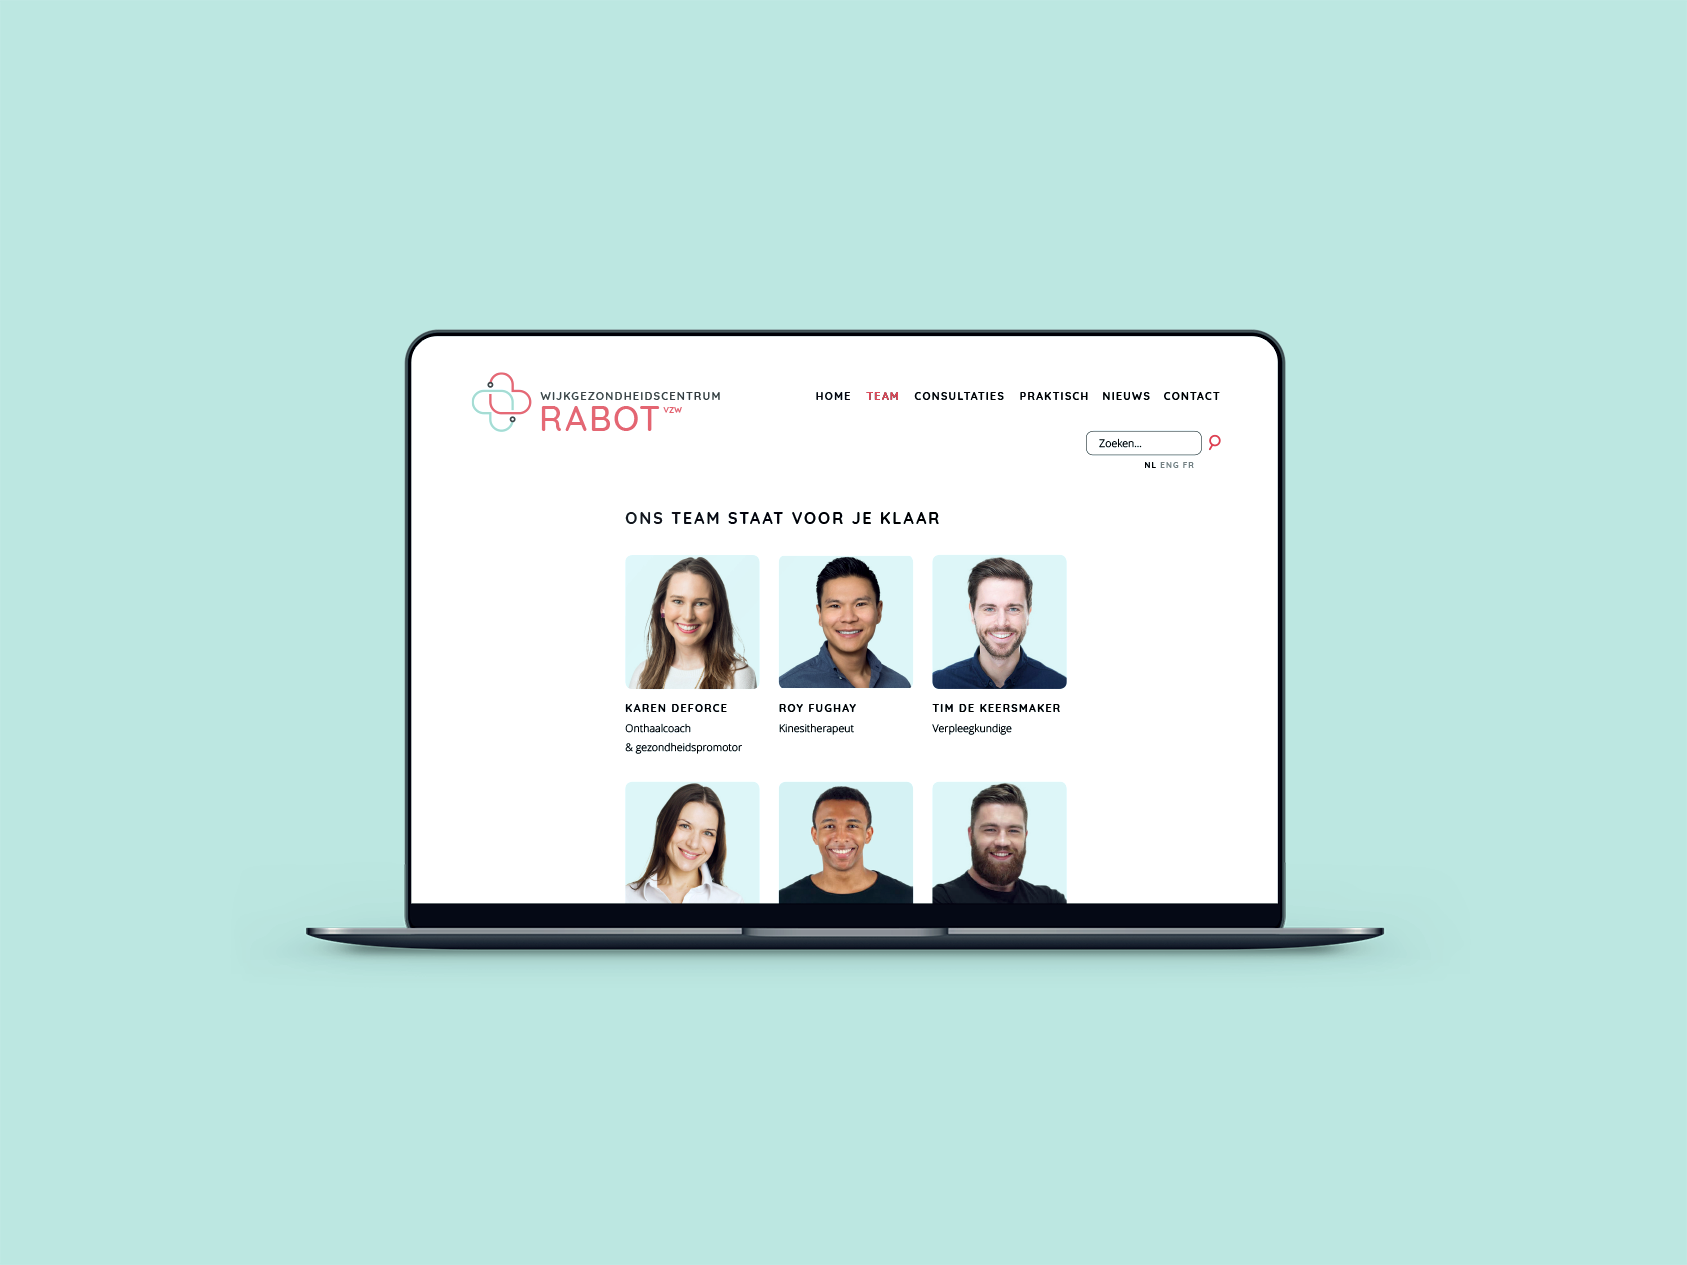 WIJKGEZONDHEIDSCENTRUM
RABOT VZW
HOME TEAM CONSULTATIES PRAKTISCH NIEUWS CONTACT
Zoeken...
NL ENG FR
ONS TEAM STAAT VOOR JE KLAAR
KAREN DEFORCE
Onthaalcoach
& gezondheidspromotor
ROY FUGHAY
Kinesitherapeut
TIM DE KEERSMAKER
Verpleegkundige